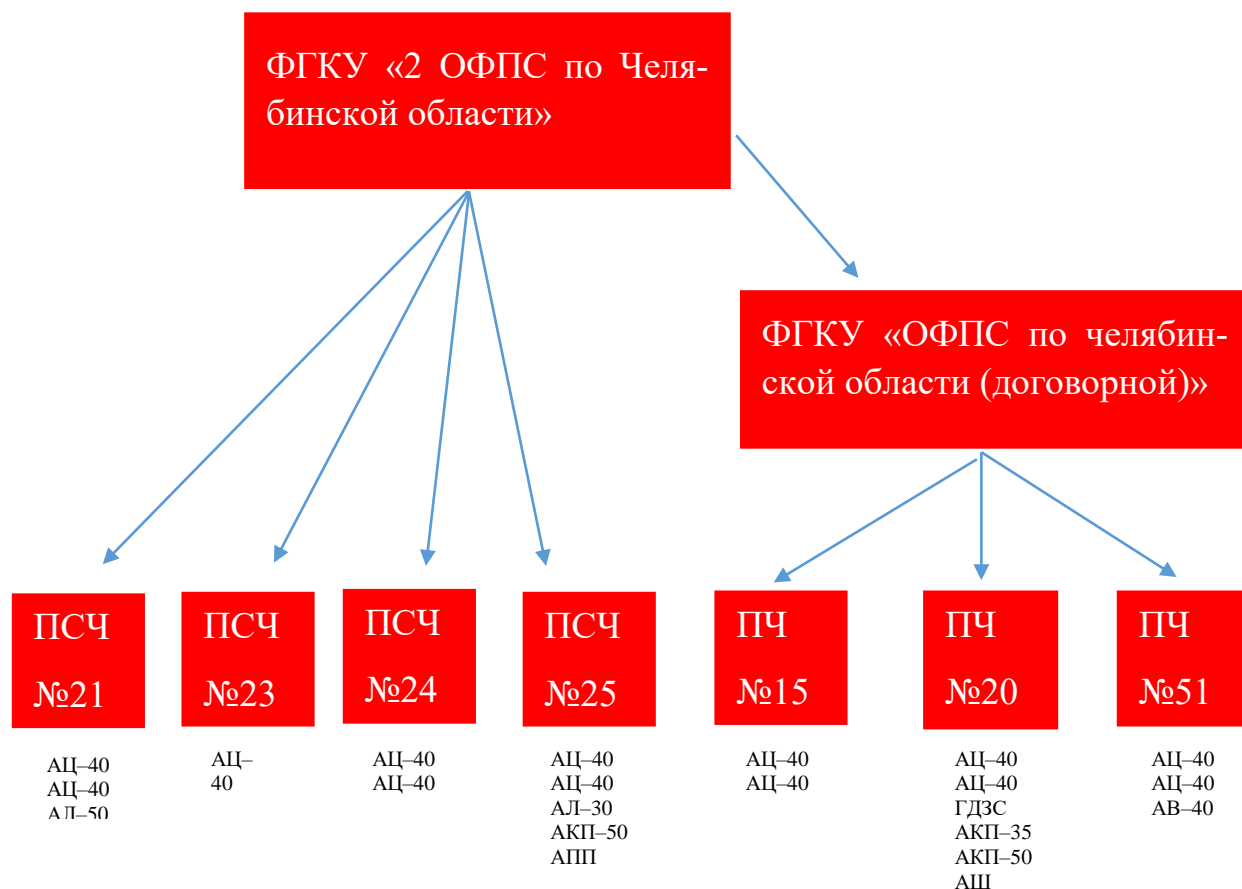 ФГКУ «2 ОФПС по Челя-
бинской области»
ФГКУ «ОФПС по челябин-
ской области (договорной)»
ПСЧ
№21
ПСЧ
№23
ПСЧ
№24
ПСЧ
№25
ПЧ
№15
ПЧ
№20
ПЧ
№51
АЦ–40
АЦ–40
АЛ–50
АЦ–
40
АЦ–40
АЦ–40
АЦ–40
АЦ–40
АЛ–30
АКП–50
АПП
АЦ–40
АЦ–40
АЦ–40
АЦ–40
ГДЗС
АКП–35
АКП–50
АШ
АЦ–40
АЦ–40
АВ–40